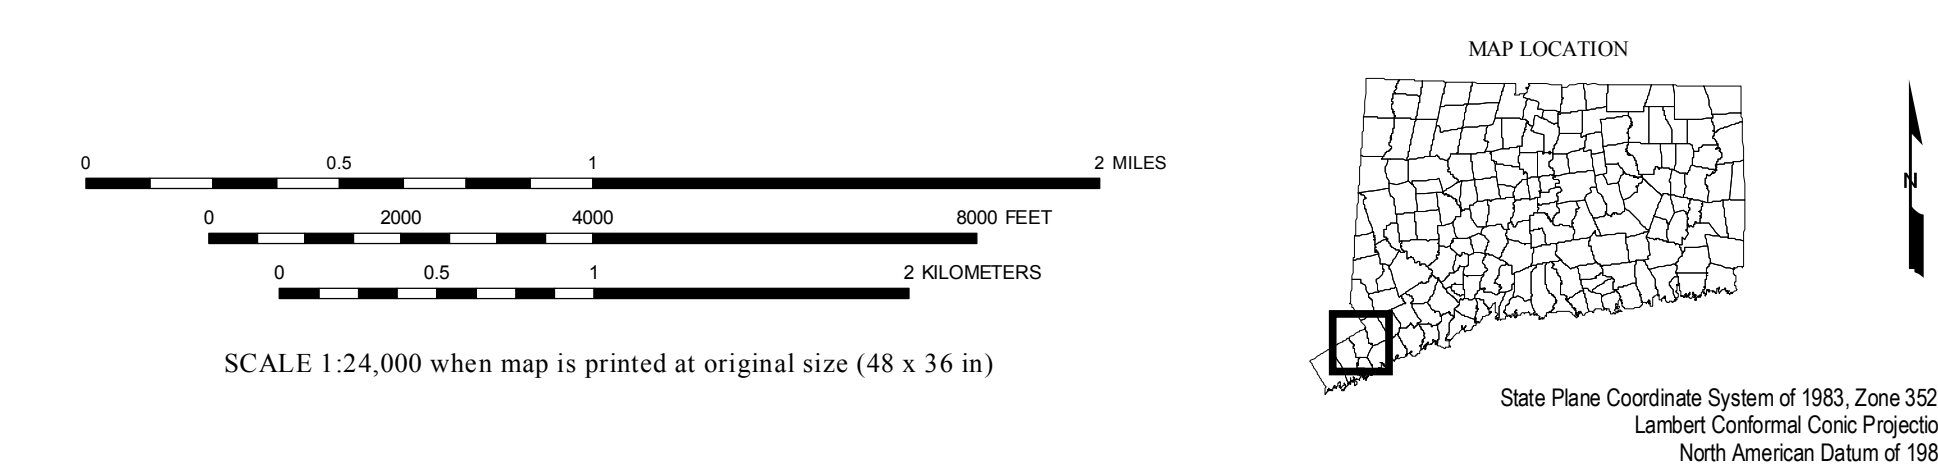 MAP LOCATION
0 0.5 1 2 MILES
0 2000 4000 8000 FEET
0 0.5 1 2 KILOMETERS
SCALE 1:24,000 when map is printed at original size (48 x 36 in)
N
State Plane Coordinate System of 1983, Zone 352
Lambert Conformal Conic Projectio
North American Datum of 198